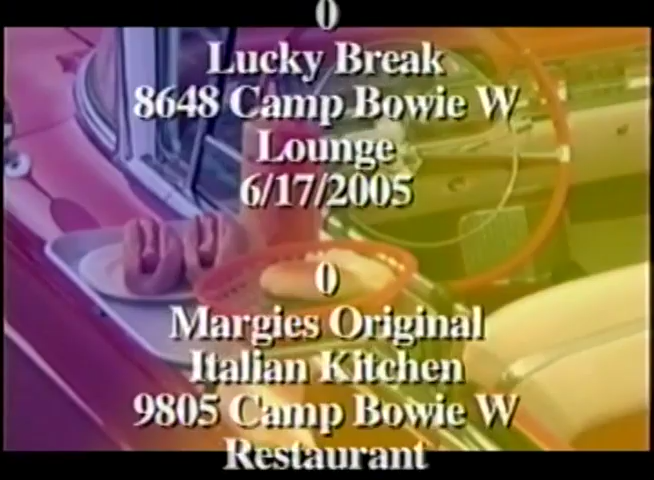 0
Lucky Break
8648 Camp Bowie W
Lounge
6/17/2005
0
Margies Original
Italian Kitchen
9805 Camp Bowie W
Restaurant